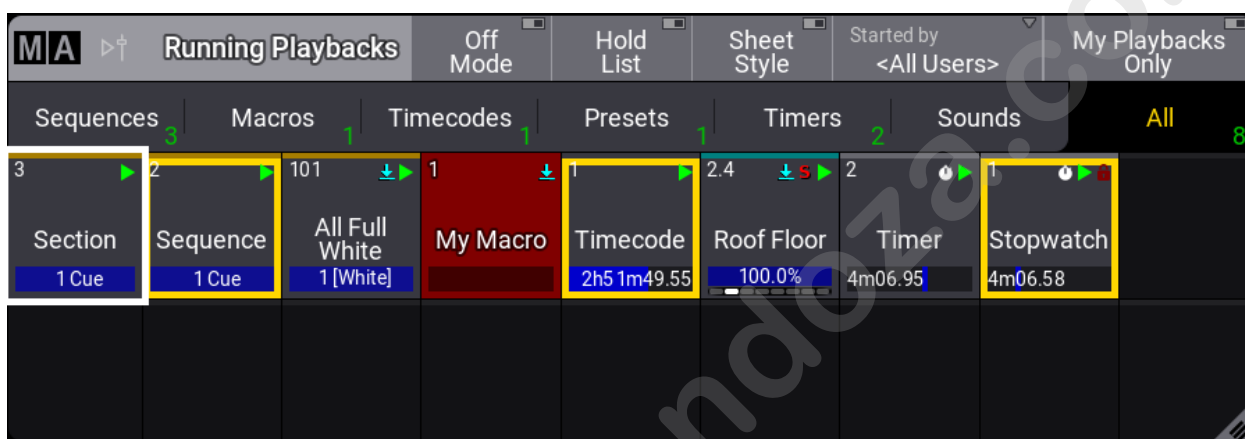 MA Running Playbacks
Off
Mode
Hold
List
Sheet
Style
Started by
<All Users>
My Playbacks
Only
Sequences 3
Macros 1
Timecodes 1
Presets 1
Timers 2
Sounds
All 8
3
Section
1 Cue
2
Sequence
1 Cue
101
All Full
White
1 [White]
1
My Macro
1
Timecode
2h51m49.55
2.4 S
Roof Floor
100.0%
2
Timer
4m06.95
1
Stopwatch
4m06.58